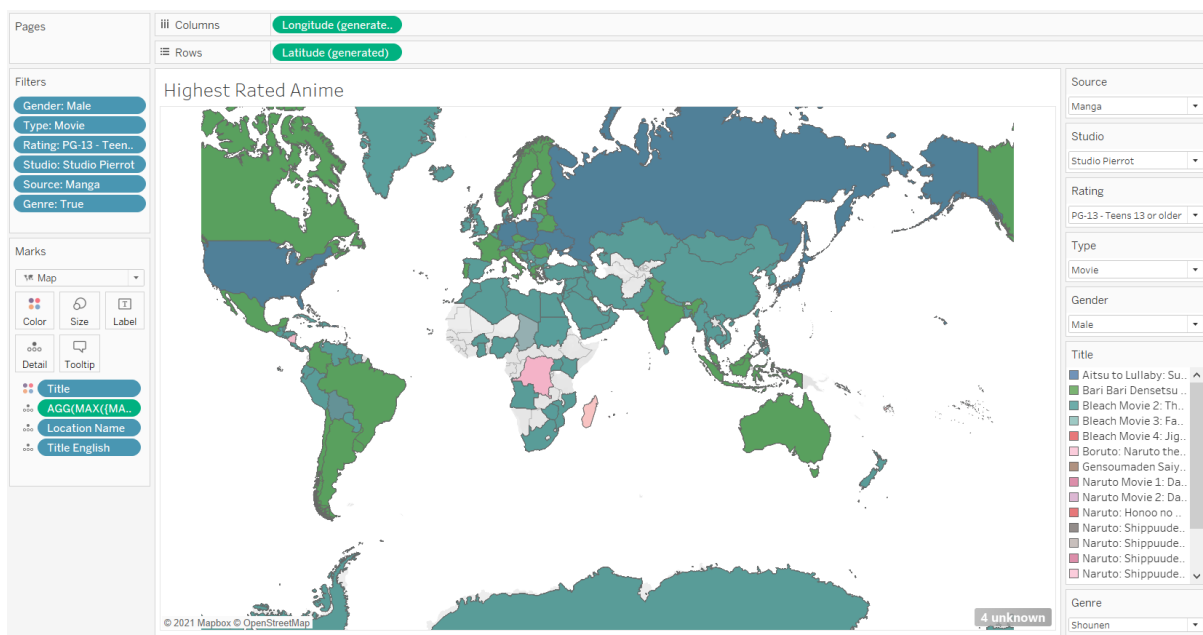 Pages
iii Columns
Longitude (generate..
Rows
Latitude (generated)
Filters
Gender: Male
Type: Movie
Rating: PG-13 - Teen..
Studio: Studio Pierrot
Source: Manga
Genre: True
Marks
Map
Color
Size
Label
Detail
Tooltip
Title
AGG(MAX({MA..
Location Name
Title English
Highest Rated Anime
© 2021 Mapbox © OpenStreetMap
4 unknown
Source
Manga
Studio
Studio Pierrot
Rating
PG-13 - Teens 13 or older
Type
Movie
Gender
Male
Title
Aitsu to Lullaby: Su..
Bari Bari Densetsu ..
Bleach Movie 2: Th..
Bleach Movie 3: Fa..
Bleach Movie 4: Jig..
Boruto: Naruto the..
Gensoumaden Saiy..
Naruto Movie 1: Da..
Naruto Movie 2: Da..
Naruto: Honoo no ..
Naruto: Shippuude..
Naruto: Shippuude..
Naruto: Shippuude..
Naruto: Shippuude..
Genre
Shounen